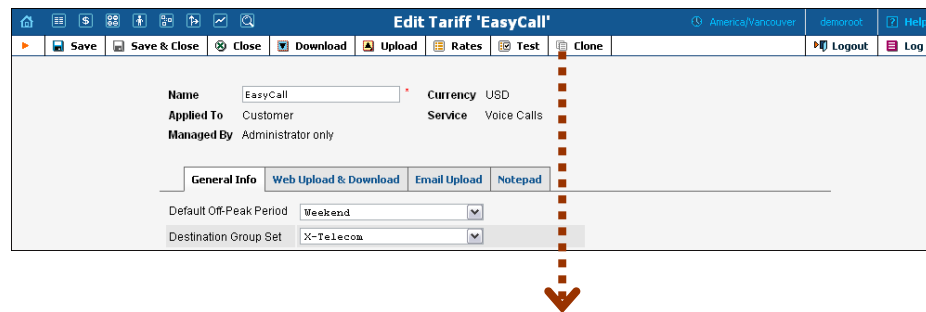 Edit Tariff 'EasyCall' America/Vancouver demoroot Help
Save Save & Close Close Download Upload Rates Test Clone Logout Log
Name EasyCall * Currency USD
Applied To Customer Service Voice Calls
Managed By Administrator only
General Info Web Upload & Download Email Upload Notepad
Default Off-Peak Period Weekend
Destination Group Set X-Telecom